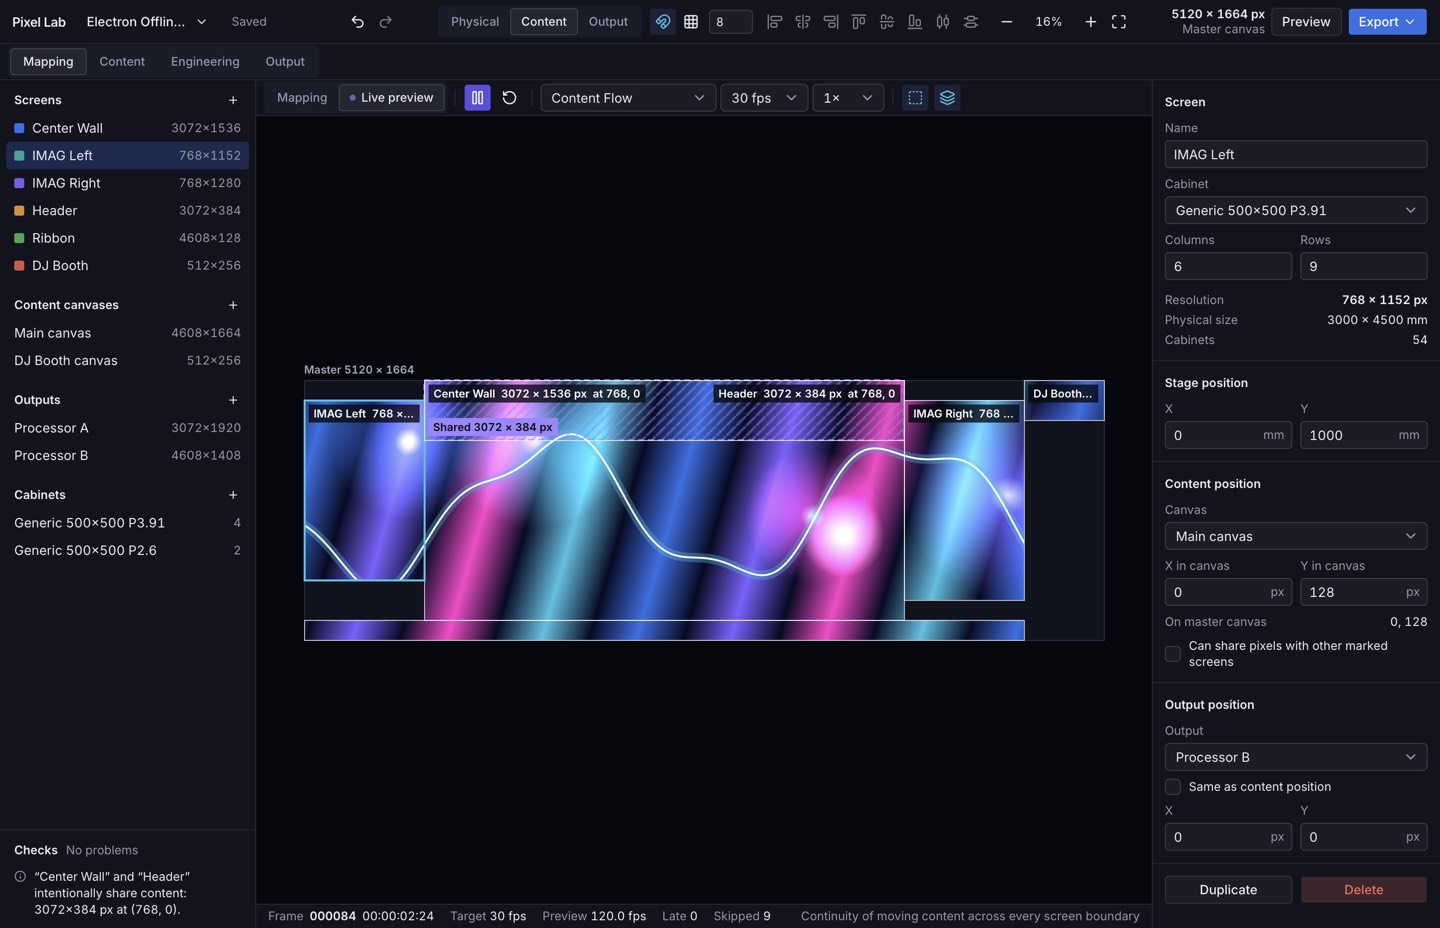 Pixel Lab
Electron Offlin...
Saved
Physical
Content
Output
8
16%
5120 × 1664 px
Master canvas
Preview
Export
Mapping
Content
Engineering
Output
Screens
Center Wall 3072×1536
IMAG Left 768×1152
IMAG Right 768×1280
Header 3072×384
Ribbon 4608×128
DJ Booth 512×256
Content canvases
Main canvas 4608×1664
DJ Booth canvas 512×256
Outputs
Processor A 3072×1920
Processor B 4608×1408
Cabinets
Generic 500×500 P3.91 4
Generic 500×500 P2.6 2
Checks No problems
“Center Wall” and “Header”
intentionally share content:
3072×384 px at (768, 0).
Mapping
Live preview
Content Flow
30 fps
1×
Master 5120 × 1664
Center Wall 3072 × 1536 px at 768, 0
Header 3072 × 384 px at 768, 0
DJ Booth...
IMAG Left 768 ×...
IMAG Right 768 ...
Shared 3072 × 384 px
Frame 000084 00:00:02:24 Target 30 fps Preview 120.0 fps Late 0 Skipped 9 Continuity of moving content across every screen boundary
Screen
Name
IMAG Left
Cabinet
Generic 500×500 P3.91
Columns Rows
6 9
Resolution 768 × 1152 px
Physical size 3000 × 4500 mm
Cabinets 54
Stage position
X Y
0 mm 1000 mm
Content position
Canvas
Main canvas
X in canvas Y in canvas
0 px 128 px
On master canvas 0, 128
Can share pixels with other marked
screens
Output position
Output
Processor B
Same as content position
X Y
0 px 0 px
Duplicate
Delete